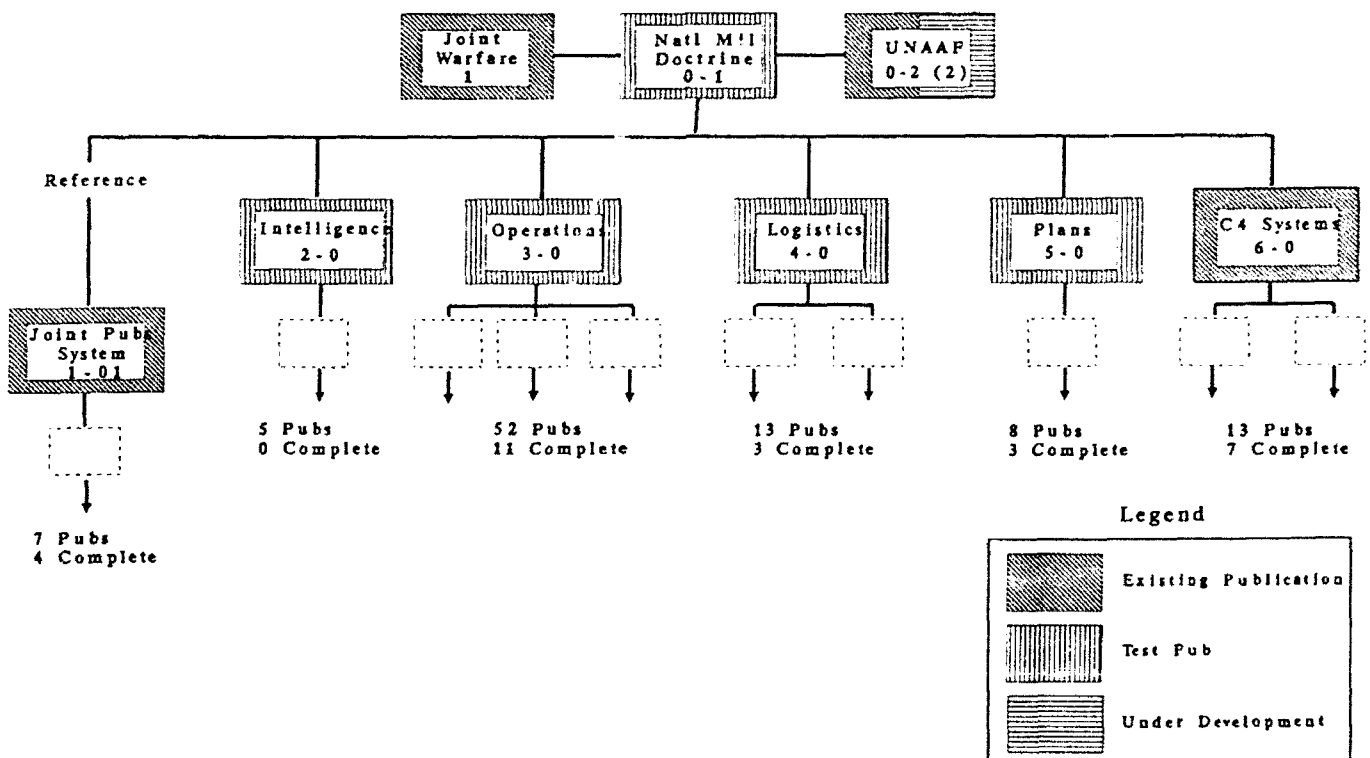 Joint
Warfare
1
Natl Mil
Doctrine
0-1
UNAAF
0-2 (2)
Reference
Intelligence
2-0
Operations
3-0
Logistics
4-0
Plans
5-0
C4 Systems
6-0
Joint Pubs
System
1-01
5 Pubs
0 Complete
52 Pubs
11 Complete
13 Pubs
3 Complete
8 Pubs
3 Complete
13 Pubs
7 Complete
7 Pubs
4 Complete
Legend
Existing Publication
Test Pub
Under Development